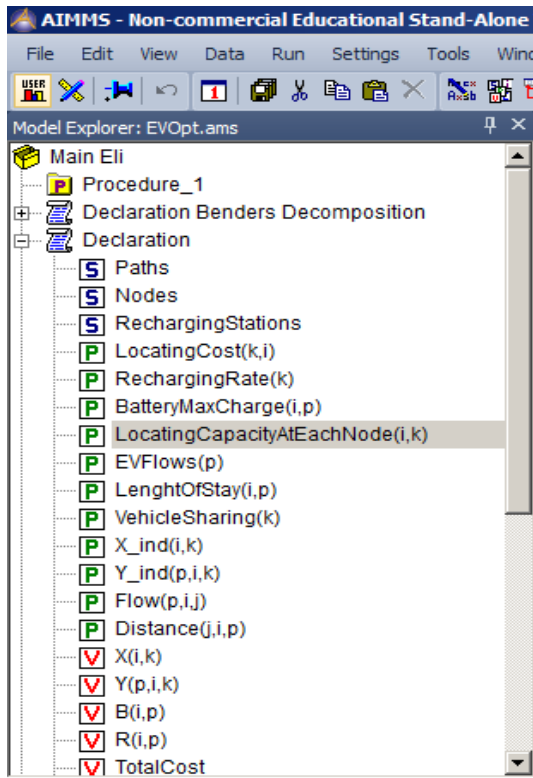 AIMMS - Non-commercial Educational Stand-Alone
File Edit View Data Run Settings Tools Wind
Model Explorer: EVOpt.ams
Main Eli
Procedure_1
Declaration Benders Decomposition
Declaration
S Paths
S Nodes
S RechargingStations
P LocatingCost(k,i)
P RechargingRate(k)
P BatteryMaxCharge(i,p)
P LocatingCapacityAtEachNode(i,k)
P EVFlows(p)
P LenghtOfStay(i,p)
P VehicleSharing(k)
P X_ind(i,k)
P Y_ind(p,i,k)
P Flow(p,i,j)
P Distance(j,i,p)
V X(i,k)
V Y(p,i,k)
V B(i,p)
V R(i,p)
V TotalCost